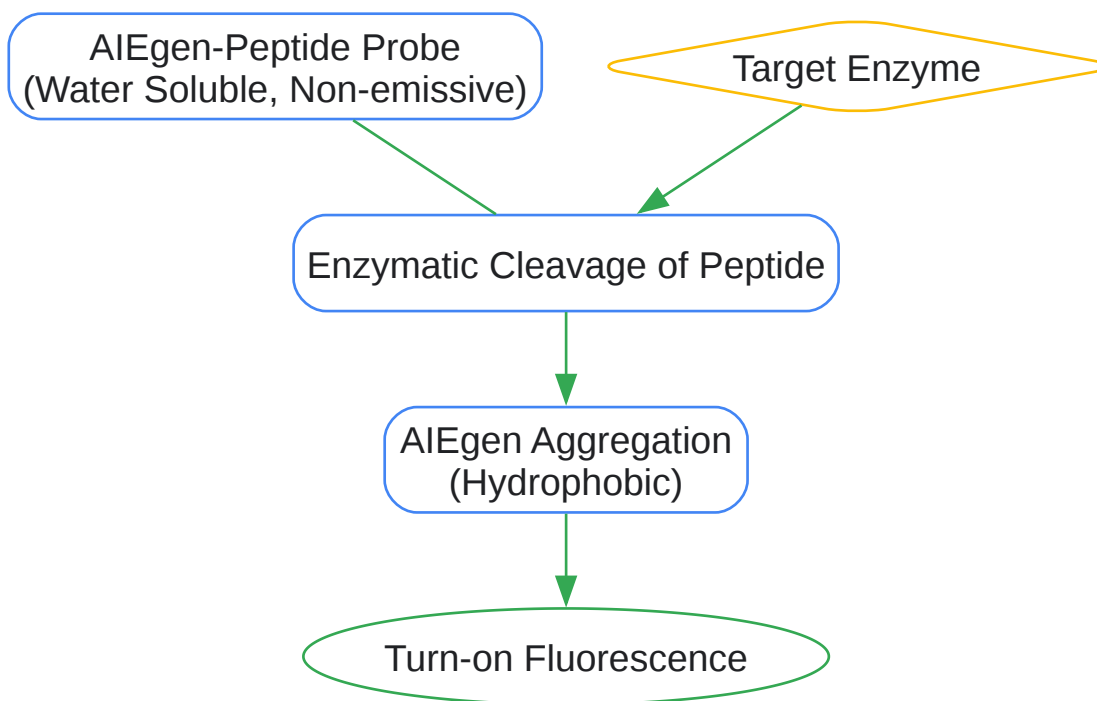 AIEgen-Peptide Probe
(Water Soluble, Non-emissive)
Target Enzyme
Enzymatic Cleavage of Peptide
AIEgen Aggregation
(Hydrophobic)
Turn-on Fluorescence